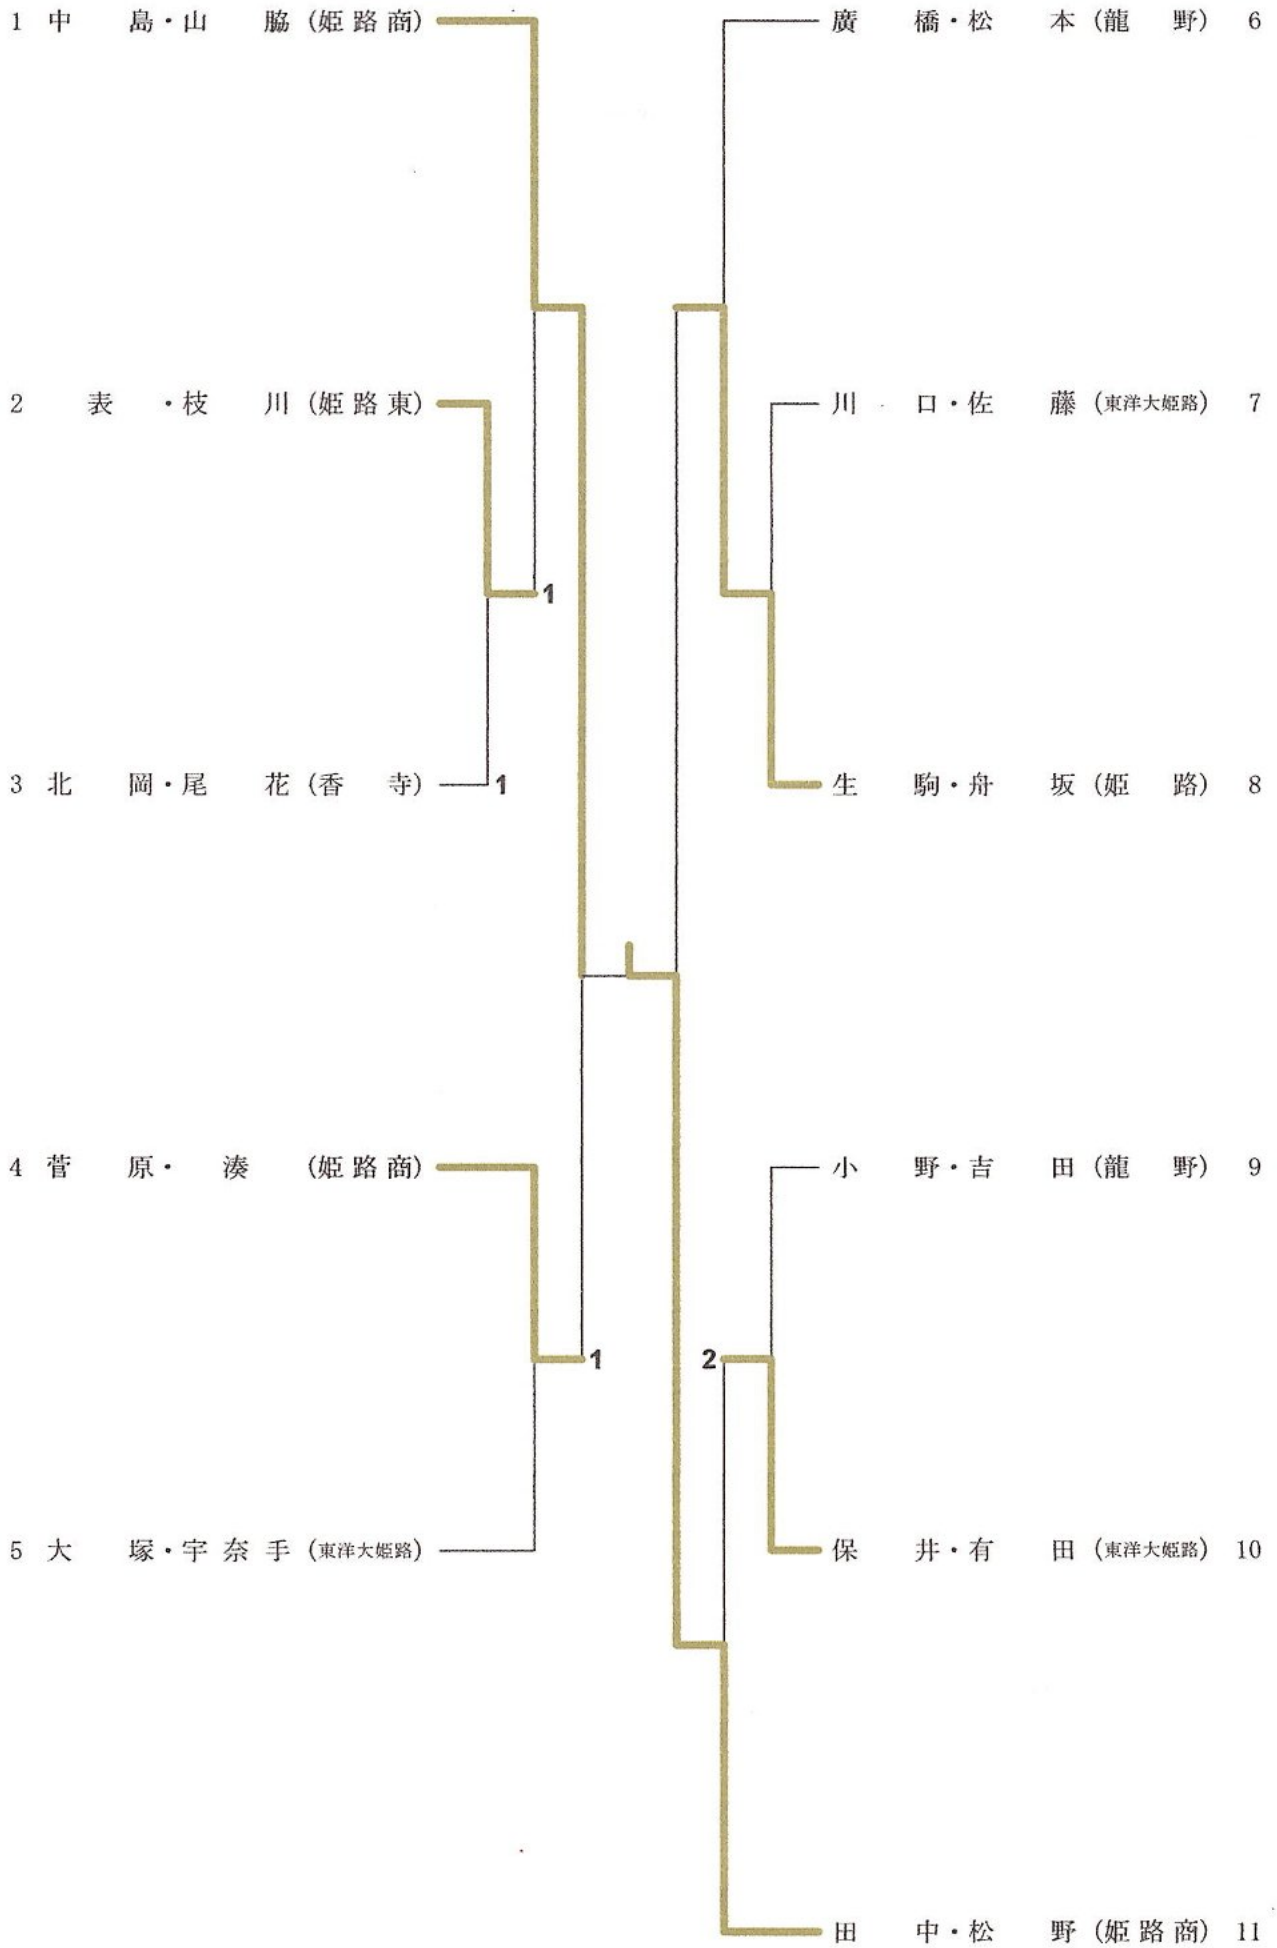 1 中島・山脇 (姫路商)
2 表・枝川 (姫路東)
1
3 北岡・尾花 (香寺)
1
4 菅原・湊 (姫路商)
1
5 大塚・宇奈手 (東洋大姫路)
廣橋・松本 (龍野) 6
川口・佐藤 (東洋大姫路) 7
生駒・舟坂 (姫路) 8
小野・吉田 (龍野) 9
2
保井・有田 (東洋大姫路) 10
田中・松野 (姫路商) 11